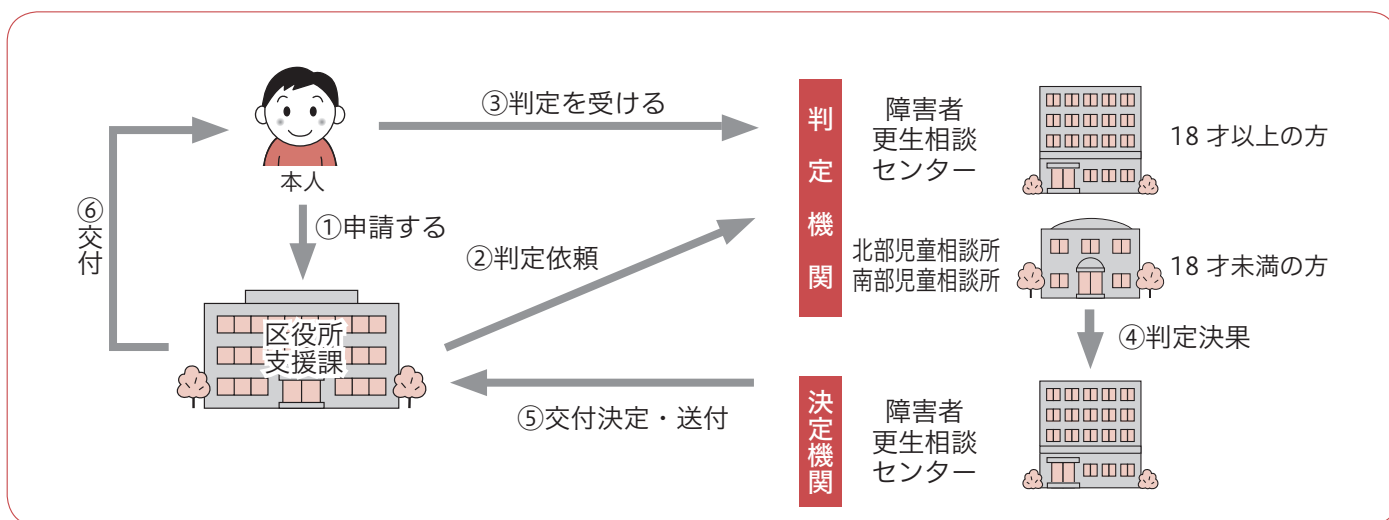 ③判定を受ける
本人
①申請する
⑥交付
②判定依頼
区役所
支援課
判定機関
障害者
更生相談
センター
18才以上の方
北部児童相談所
南部児童相談所
18才未満の方
④判定決果
⑤交付決定・送付
決定機関
障害者
更生相談
センター